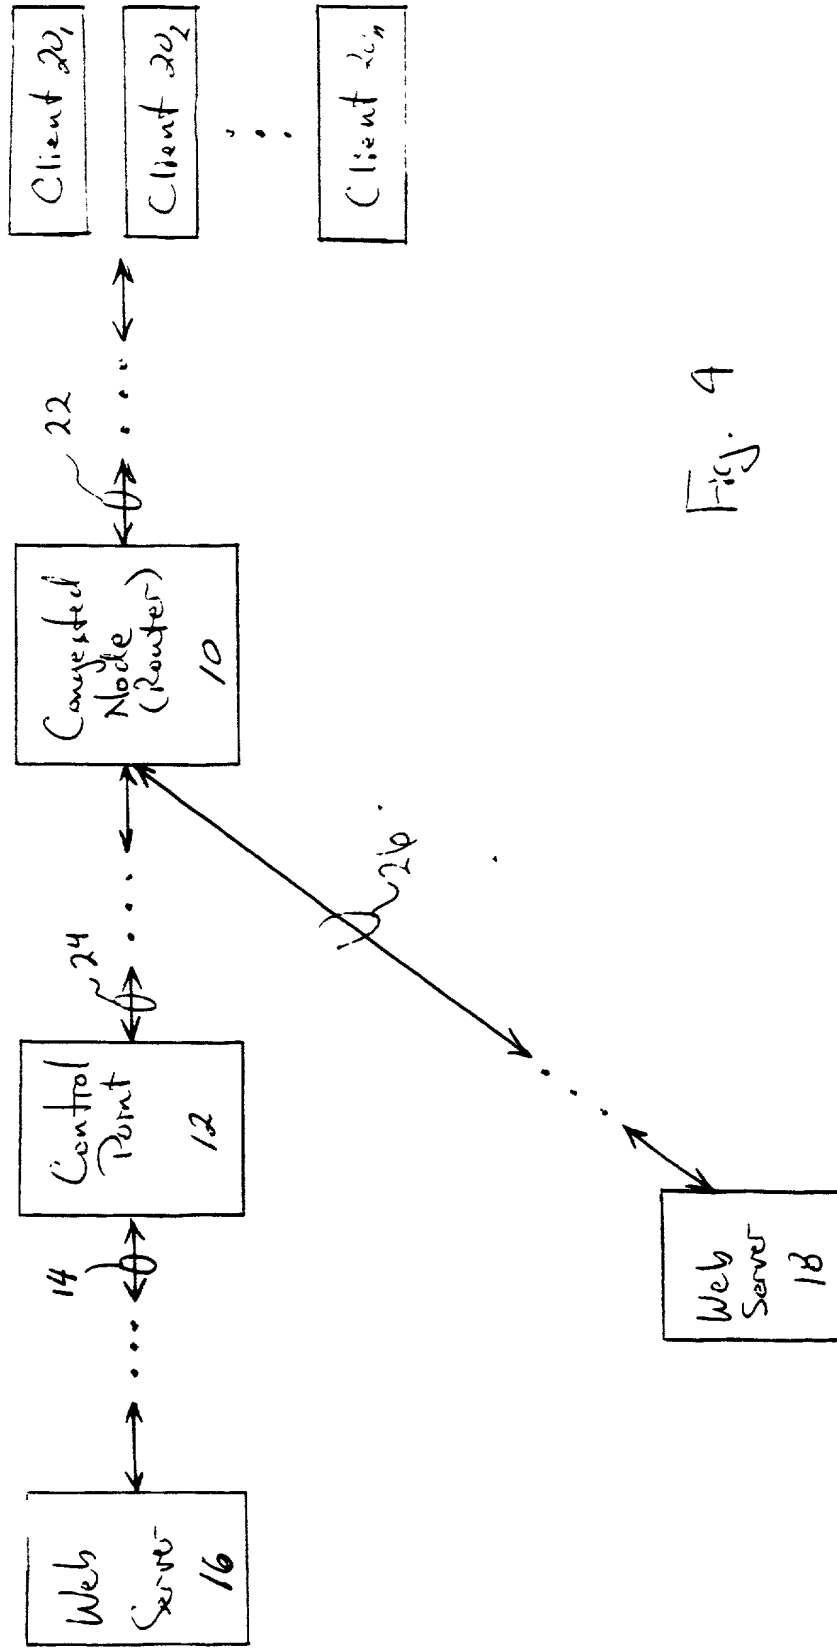 Web
Server
16
14
Control
Point
12
24
Congested
Node
(Router)
10
22
Client 20₁
Client 20₂
Client 20ₙ
26
Web
Server
18
Fig. 4